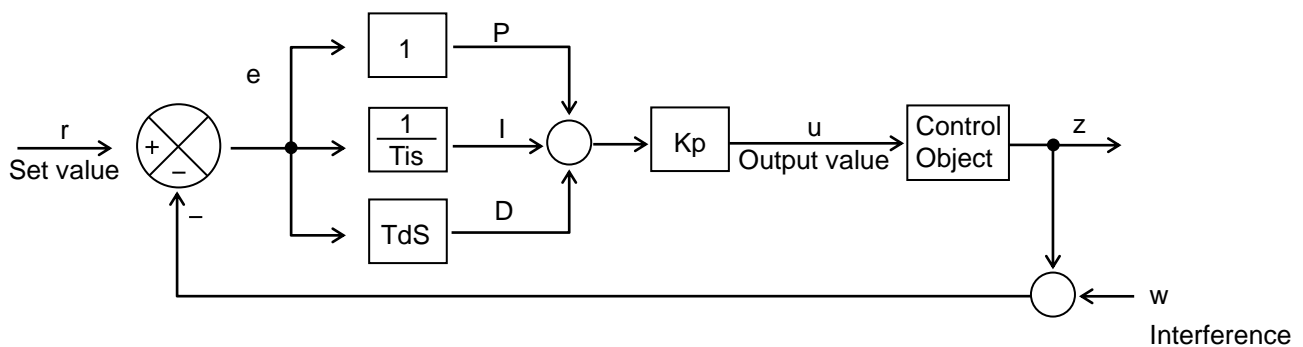 1
P
e
r
Set value
+
−
−
1
Tis
I
Kp
u
Output value
Control
Object
z
TdS
D
w
Interference